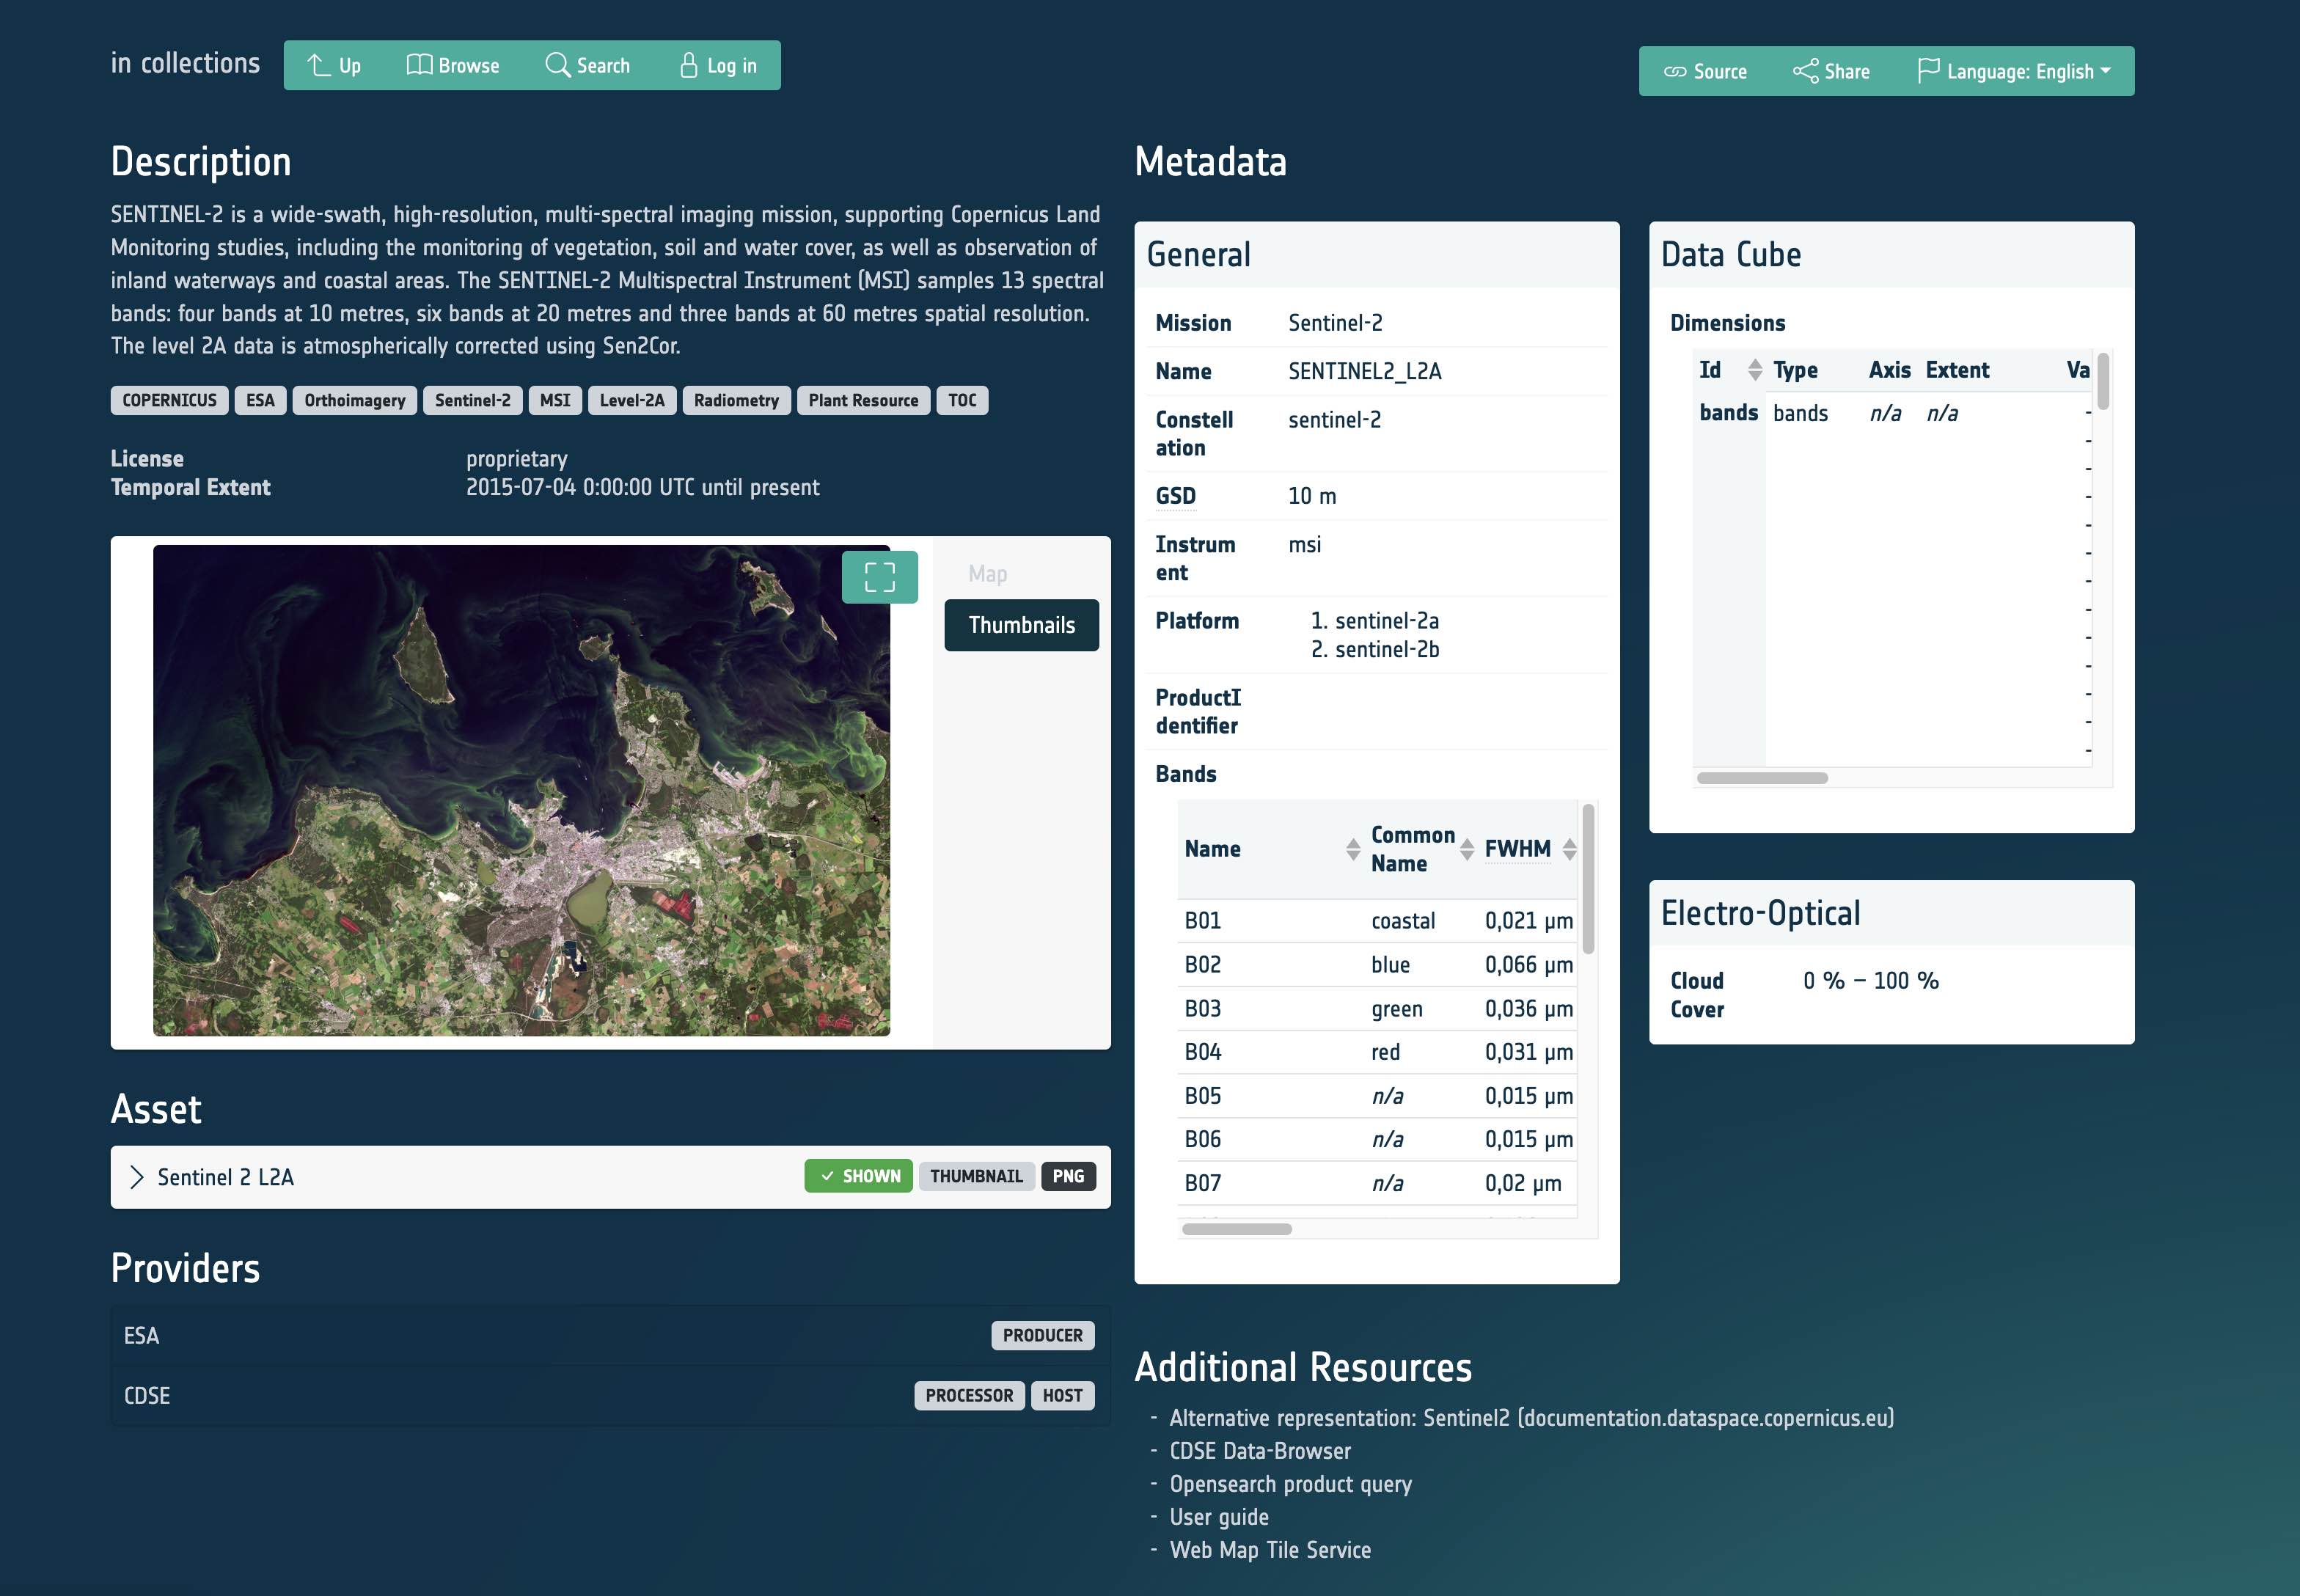 in collections
Up
Browse
Search
Log in
Source
Share
Language: English
Description
SENTINEL-2 is a wide-swath, high-resolution, multi-spectral imaging mission, supporting Copernicus Land
Monitoring studies, including the monitoring of vegetation, soil and water cover, as well as observation of
inland waterways and coastal areas. The SENTINEL-2 Multispectral Instrument (MSI) samples 13 spectral
bands: four bands at 10 metres, six bands at 20 metres and three bands at 60 metres spatial resolution.
The level 2A data is atmospherically corrected using Sen2Cor.
COPERNICUS ESA Orthoimagery Sentinel-2 MSI Level-2A Radiometry Plant Resource TOC
License proprietary
Temporal Extent 2015-07-04 0:00:00 UTC until present
Map
Thumbnails
Asset
Sentinel 2 L2A SHOWN THUMBNAIL PNG
Providers
ESA PRODUCER
CDSE PROCESSOR HOST
Metadata
General
Mission Sentinel-2
Name SENTINEL2_L2A
Constell sentinel-2
ation
GSD 10 m
Instrum msi
ent
Platform 1. sentinel-2a
2. sentinel-2b
ProductI
dentifier
Bands
Name Common Name FWHM
B01 coastal 0,021 µm
B02 blue 0,066 µm
B03 green 0,036 µm
B04 red 0,031 µm
B05 n/a 0,015 µm
B06 n/a 0,015 µm
B07 n/a 0,02 µm
Data Cube
Dimensions
Id Type Axis Extent Va
bands bands n/a n/a -
-
-
-
-
-
-
-
-
-
-
-
-
Electro-Optical
Cloud 0 % – 100 %
Cover
Additional Resources
- Alternative representation: Sentinel2 (documentation.dataspace.copernicus.eu)
- CDSE Data-Browser
- Opensearch product query
- User guide
- Web Map Tile Service